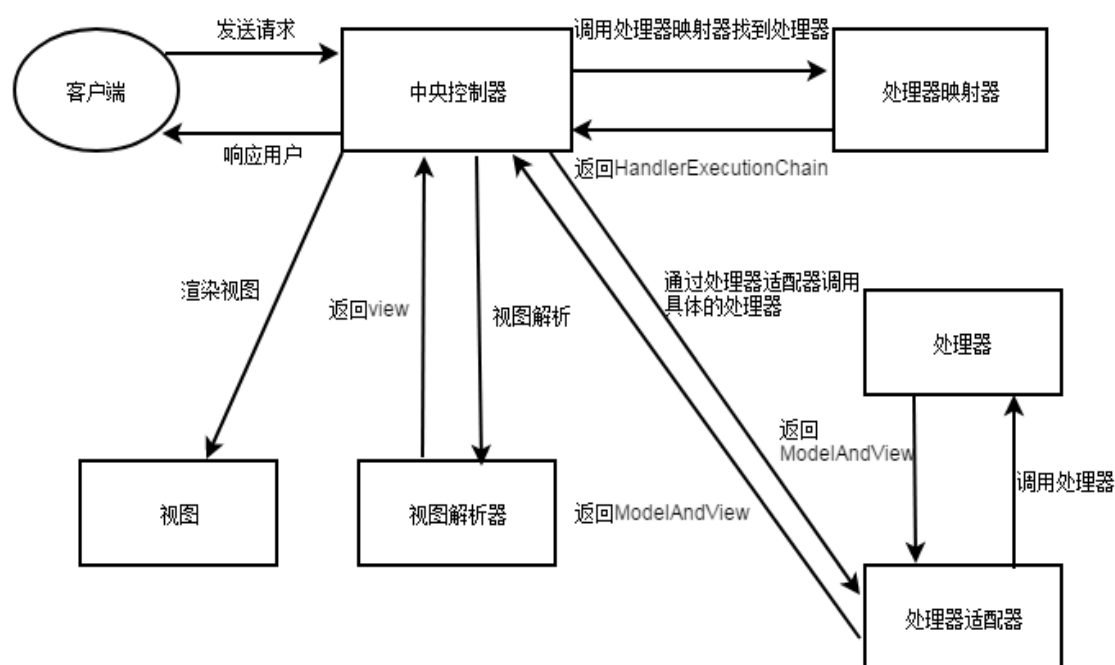 发送请求
调用处理器映射器找到处理器
客户端
中央控制器
处理器映射器
响应用户
返回HandlerExecutionChain
渲染视图
返回view
视图解析
通过处理器适配器调用
具体的处理器
处理器
返回
ModelAndView
调用处理器
视图
视图解析器
返回ModelAndView
处理器适配器